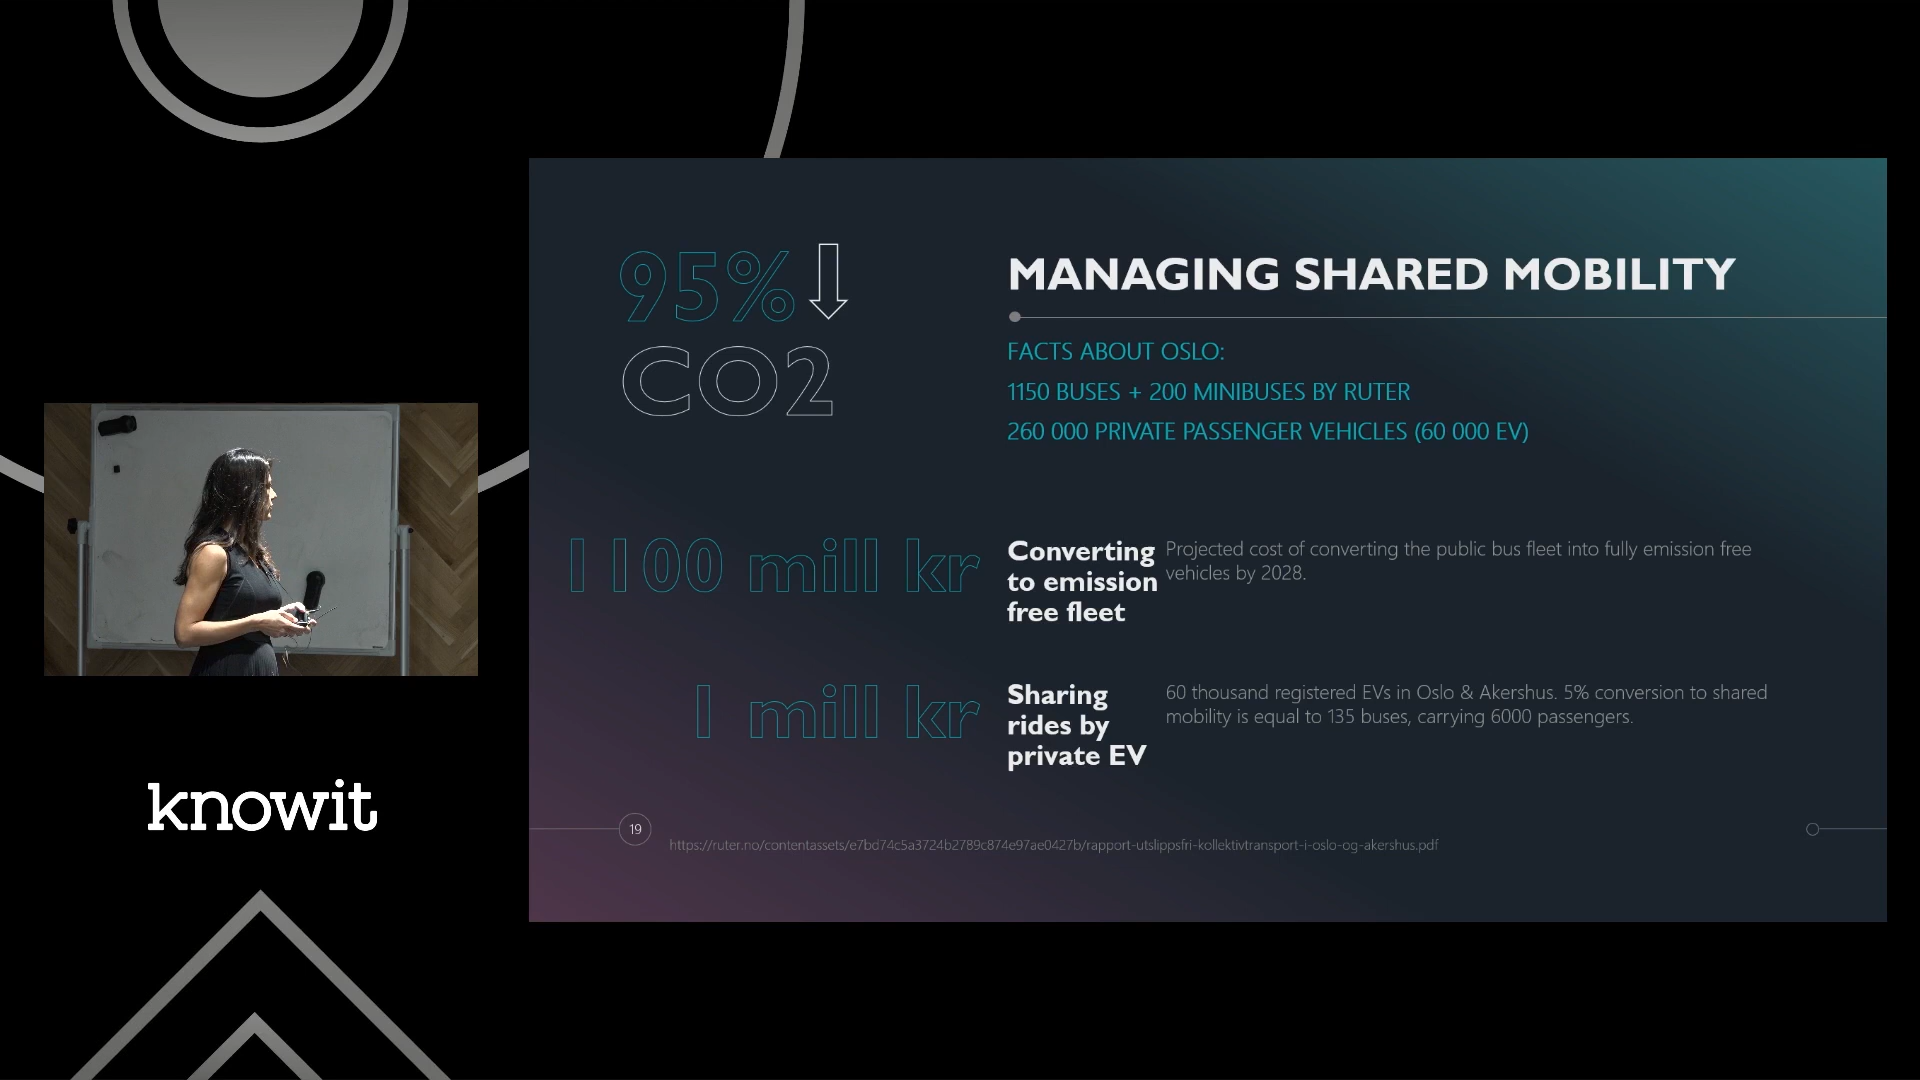 95%
CO2
MANAGING SHARED MOBILITY
FACTS ABOUT OSLO:
1150 BUSES + 200 MINIBUSES BY RUTER
260 000 PRIVATE PASSENGER VEHICLES (60 000 EV)
1100 mill kr
Converting
to emission
free fleet
Projected cost of converting the public bus fleet into fully emission free
vehicles by 2028.
1 mill kr
Sharing
rides by
private EV
60 thousand registered EVs in Oslo & Akershus. 5% conversion to shared
mobility is equal to 135 buses, carrying 6000 passengers.
knowit
19
https://ruter.no/contentassets/e7bd74c5a3724b2789c874e97ae0427b/rapport-utslippsfri-kollektivtransport-i-oslo-og-akershus.pdf